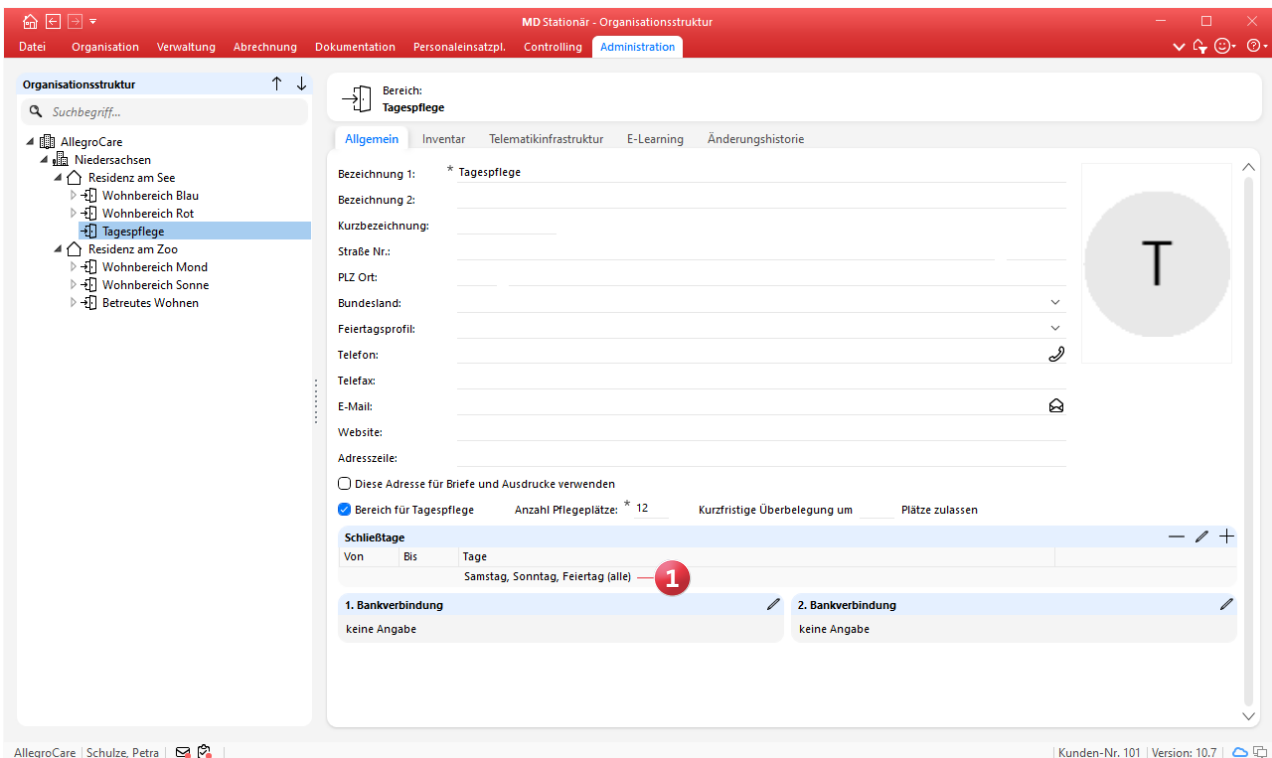 MD Stationär - Organisationsstruktur
Datei Organisation Verwaltung Abrechnung Dokumentation Personaleinsatzpl. Controlling Administration
Organisationsstruktur
Suchbegriff...
AllegroCare
Niedersachsen
Residenz am See
Wohnbereich Blau
Wohnbereich Rot
Tagespflege
Residenz am Zoo
Wohnbereich Mond
Wohnbereich Sonne
Betreutes Wohnen
Bereich:
Tagespflege
Allgemein Inventar Telematikinfrastruktur E-Learning Änderungshistorie
Bezeichnung 1: * Tagespflege
Bezeichnung 2:
Kurzbezeichnung:
Straße Nr.:
PLZ Ort:
Bundesland:
Feiertagsprofil:
Telefon:
Telefax:
E-Mail:
Website:
Adresszeile:
T
Diese Adresse für Briefe und Ausdrucke verwenden
Bereich für Tagespflege Anzahl Pflegeplätze: * 12 Kurzfristige Überbelegung um Plätze zulassen
Schließtage
Von Bis Tage
Samstag, Sonntag, Feiertag (alle) 1
1. Bankverbindung
keine Angabe
2. Bankverbindung
keine Angabe
AllegroCare | Schulze, Petra | Kunden-Nr. 101 | Version: 10.7